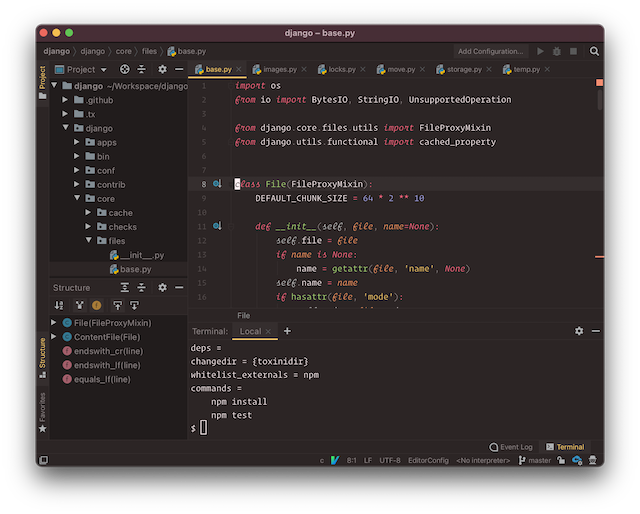 django – base.py
django 〉 django 〉 core 〉 files 〉 base.py
Add Configuration...
Project
base.py × images.py × locks.py × move.py × storage.py × temp.py ×
Project
django ~/Workspace/django
.github
.tx
django
apps
bin
conf
contrib
core
cache
checks
files
__init__.py
base.py
1 import os
2 from io import BytesIO, StringIO, UnsupportedOperation
3
4 from django.core.files.utils import FileProxyMixin
5 from django.utils.functional import cached_property
6
7
8 class File(FileProxyMixin):
9 DEFAULT_CHUNK_SIZE = 64 * 2 ** 10
10
11 def __init__(self, file, name=None):
12 self.file = file
13 if name is None:
14 name = getattr(file, 'name', None)
15 self.name = name
16 if hasattr(file, 'mode'):
File
Structure
File(FileProxyMixin)
ContentFile(File)
endswith_cr(line)
endswith_lf(line)
equals_lf(line)
Structure
Favorites
Terminal: Local × +
deps =
changedir = {toxinidir}
whitelist_externals = npm
commands =
npm install
npm test
$
Event Log
Terminal
c
8:1 LF UTF-8 EditorConfig <No interpreter> master